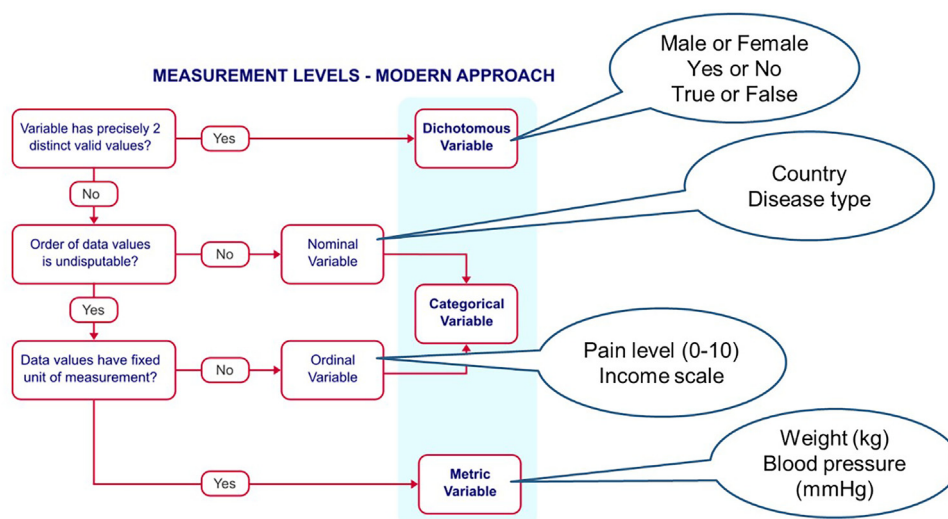 Male or Female
Yes or No
True or False
MEASUREMENT LEVELS - MODERN APPROACH
Variable has precisely 2
distinct valid values?
Yes
Dichotomous
Variable
No
Country
Disease type
Order of data values
is undisputable?
No
Nominal
Variable
Yes
Categorical
Variable
Data values have fixed
unit of measurement?
No
Ordinal
Variable
Pain level (0-10)
Income scale
Yes
Metric
Variable
Weight (kg)
Blood pressure
(mmHg)